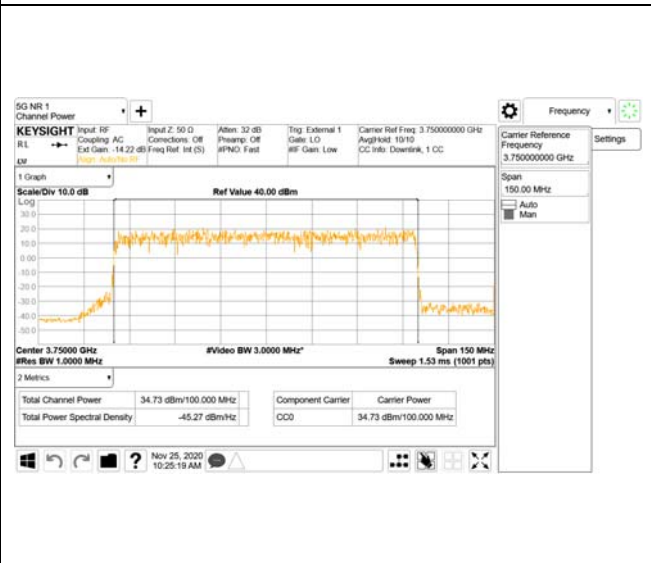 5G NR 1
Channel Power
Frequency
KEYSIGHT
RL
Input: RF
Coupling: AC
Ext Gain: -14.22 dB
Align: Auto/No RF
Input Z: 50 Ω
Corrections: Off
Freq Ref: Int (S)
Atten: 32 dB
Preamp: Off
#PNO: Fast
Trig: External 1
Gate: LO
#IF Gain: Low
Carrier Ref Freq: 3.750000000 GHz
Avg|Hold: 10/10
CC Info: Downlink, 1 CC
Carrier Reference
Frequency
3.750000000 GHz
Settings
Span
150.00 MHz
Auto
Man
1 Graph
Scale/Div 10.0 dB
Ref Value 40.00 dBm
Log
30.0
20.0
10.0
0.00
-10.0
-20.0
-30.0
-40.0
-50.0
Center 3.75000 GHz
#Video BW 3.0000 MHz*
Span 150 MHz
#Res BW 1.0000 MHz
Sweep 1.53 ms (1001 pts)
2 Metrics
Total Channel Power 34.73 dBm/100.000 MHz
Total Power Spectral Density -45.27 dBm/Hz
Component Carrier Carrier Power
CC0 34.73 dBm/100.000 MHz
Nov 25, 2020
10:25:19 AM